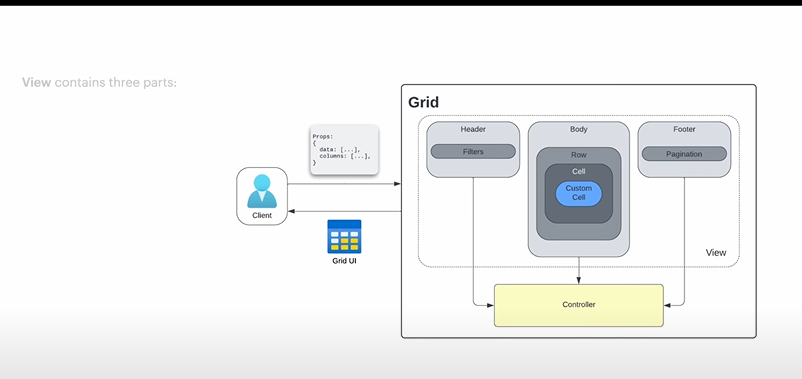 View contains three parts:
Grid
Props:
{
data: [...],
columns: [...],
}
Client
Grid UI
Header
Filters
Body
Row
Cell
Custom
Cell
Footer
Pagination
View
Controller